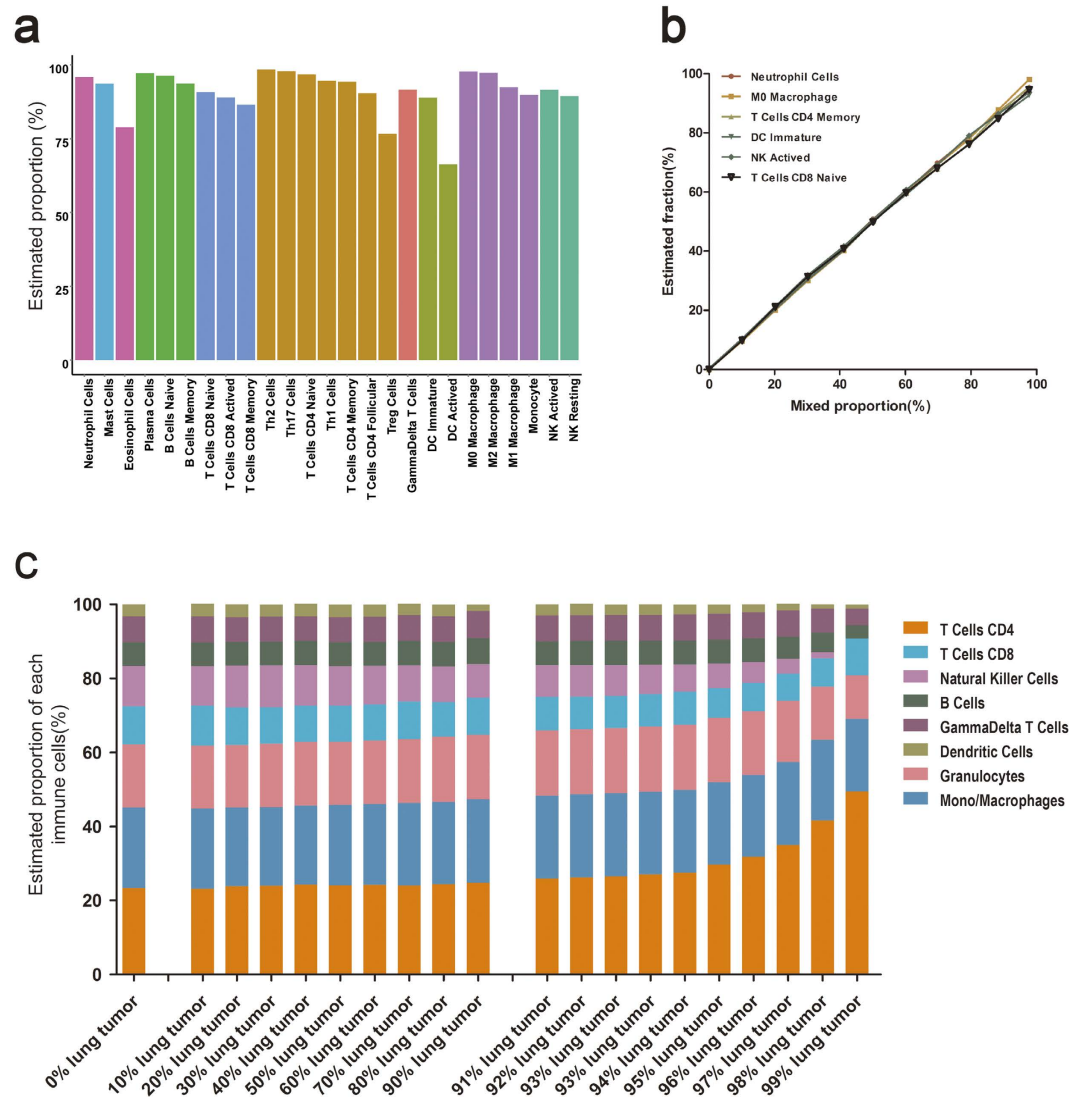 a
Estimated proportion (%)
100
75
50
25
0
Neutrophil Cells
Mast Cells
Eosinophil Cells
Plasma Cells
B Cells Naive
B Cells Memory
T Cells CD8 Naive
T Cells CD8 Actived
T Cells CD8 Memory
Th2 Cells
Th17 Cells
T Cells CD4 Naive
Th1 Cells
T Cells CD4 Memory
T Cells CD4 Follicular
Treg Cells
GammaDelta T Cells
DC Immature
DC Actived
M0 Macrophage
M2 Macrophage
M1 Macrophage
Monocyte
NK Actived
NK Resting
b
Estimated fraction(%)
100
80
60
40
20
0
Neutrophil Cells
M0 Macrophage
T Cells CD4 Memory
DC Immature
NK Actived
T Cells CD8 Naive
0 20 40 60 80 100
Mixed proportion(%)
c
Estimated proportion of each
immune cells(%)
100
80
60
40
20
0
0% lung tumor
10% lung tumor
20% lung tumor
30% lung tumor
40% lung tumor
50% lung tumor
60% lung tumor
70% lung tumor
80% lung tumor
90% lung tumor
91% lung tumor
92% lung tumor
93% lung tumor
93% lung tumor
94% lung tumor
95% lung tumor
96% lung tumor
97% lung tumor
98% lung tumor
99% lung tumor
T Cells CD4
T Cells CD8
Natural Killer Cells
B Cells
GammaDelta T Cells
Dendritic Cells
Granulocytes
Mono/Macrophages